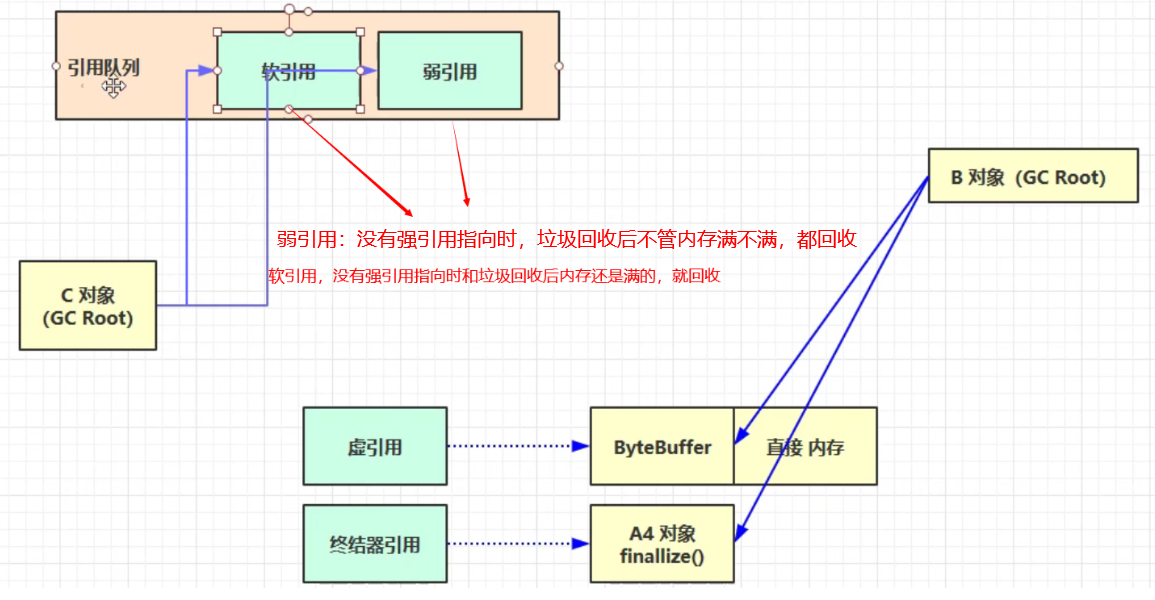 引用队列
软引用
弱引用
B 对象（GC Root)
弱引用：没有强引用指向时，垃圾回收后不管内存满不满，都回收
软引用，没有强引用指向时和垃圾回收后内存还是满的，就回收
C 对象
(GC Root)
虚引用
ByteBuffer
直接 内存
终结器引用
A4 对象
finallize()